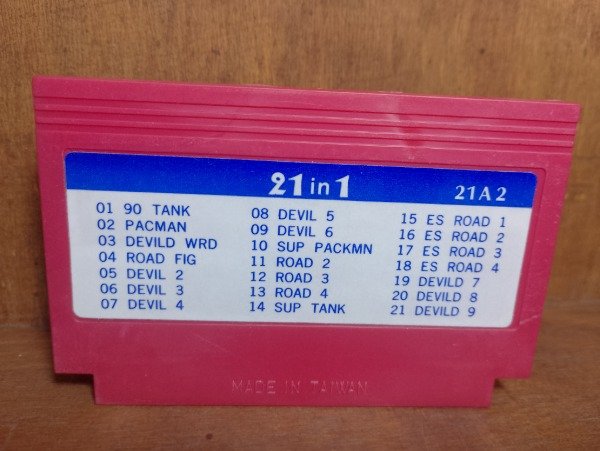 21 in 1
21A2
01 90 TANK
02 PACMAN
03 DEVILD WRD
04 ROAD FIG
05 DEVIL 2
06 DEVIL 3
07 DEVIL 4
08 DEVIL 5
09 DEVIL 6
10 SUP PACKMN
11 ROAD 2
12 ROAD 3
13 ROAD 4
14 SUP TANK
15 ES ROAD 1
16 ES ROAD 2
17 ES ROAD 3
18 ES ROAD 4
19 DEVILD 7
20 DEVILD 8
21 DEVILD 9
MADE IN TAIWAN